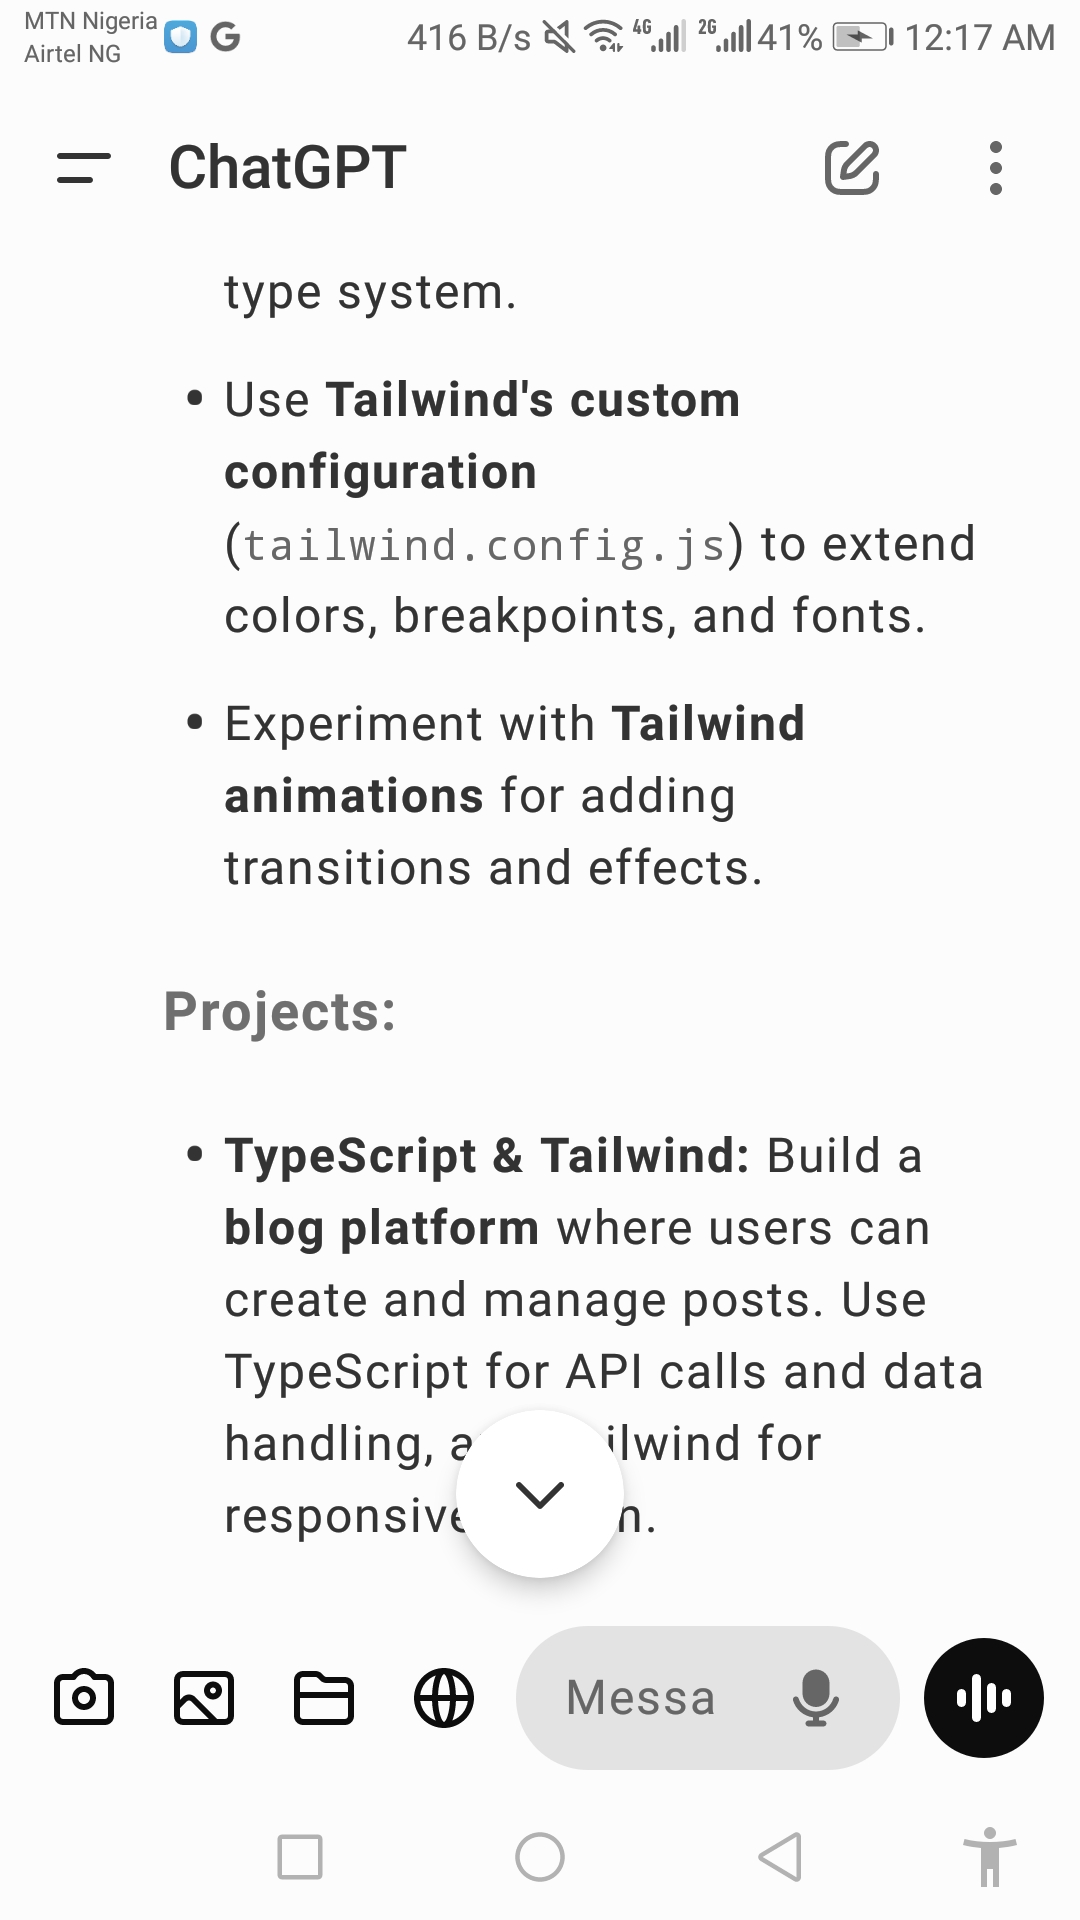 MTN Nigeria
Airtel NG
416 B/s 4G 2G 41% 12:17 AM
ChatGPT
type system.
• Use Tailwind's custom
configuration
(tailwind.config.js) to extend
colors, breakpoints, and fonts.
• Experiment with Tailwind
animations for adding
transitions and effects.
Projects:
• TypeScript & Tailwind: Build a
blog platform where users can
create and manage posts. Use
TypeScript for API calls and data
handling, for
responsive
Messa